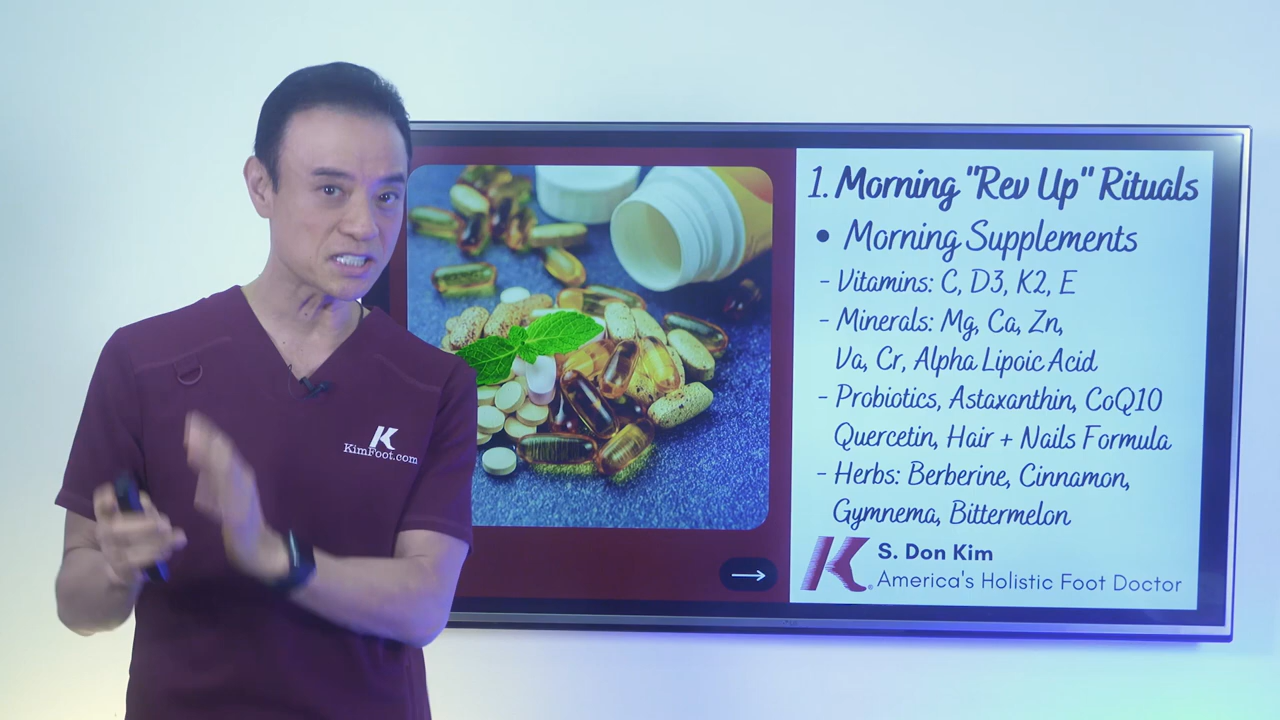 K
KimFoot.com
1. Morning "Rev Up" Rituals
• Morning Supplements
- Vitamins: C, D3, K2, E
- Minerals: Mg, Ca, Zn,
Va, Cr, Alpha Lipoic Acid
- Probiotics, Astaxanthin, CoQ10
Quercetin, Hair + Nails Formula
- Herbs: Berberine, Cinnamon,
Gymnema, Bittermelon
K®
S. Don Kim
America's Holistic Foot Doctor